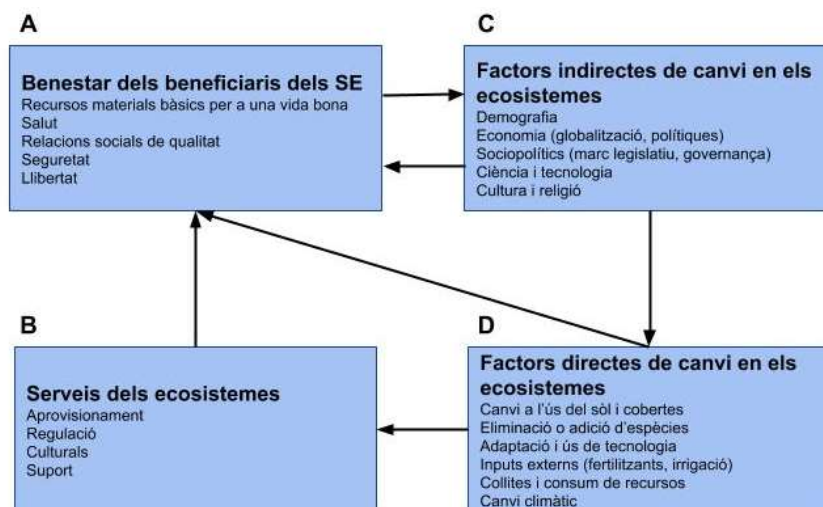 A
Benestar dels beneficiaris dels SE
Recursos materials bàsics per a una vida bona
Salut
Relacions socials de qualitat
Seguretat
Llibertat
C
Factors indirectes de canvi en els
ecosistemes
Demografia
Economia (globalització, polítiques)
Sociopolítics (marc legislatiu, governança)
Ciència i tecnologia
Cultura i religió
B
Serveis dels ecosistemes
Aprovisionament
Regulació
Culturals
Suport
D
Factors directes de canvi en els
ecosistemes
Canvi a l'ús del sòl i cobertes
Eliminació o adició d'espècies
Adaptació i ús de tecnologia
Inputs externs (fertilitzants, irrigació)
Collites i consum de recursos
Canvi climàtic